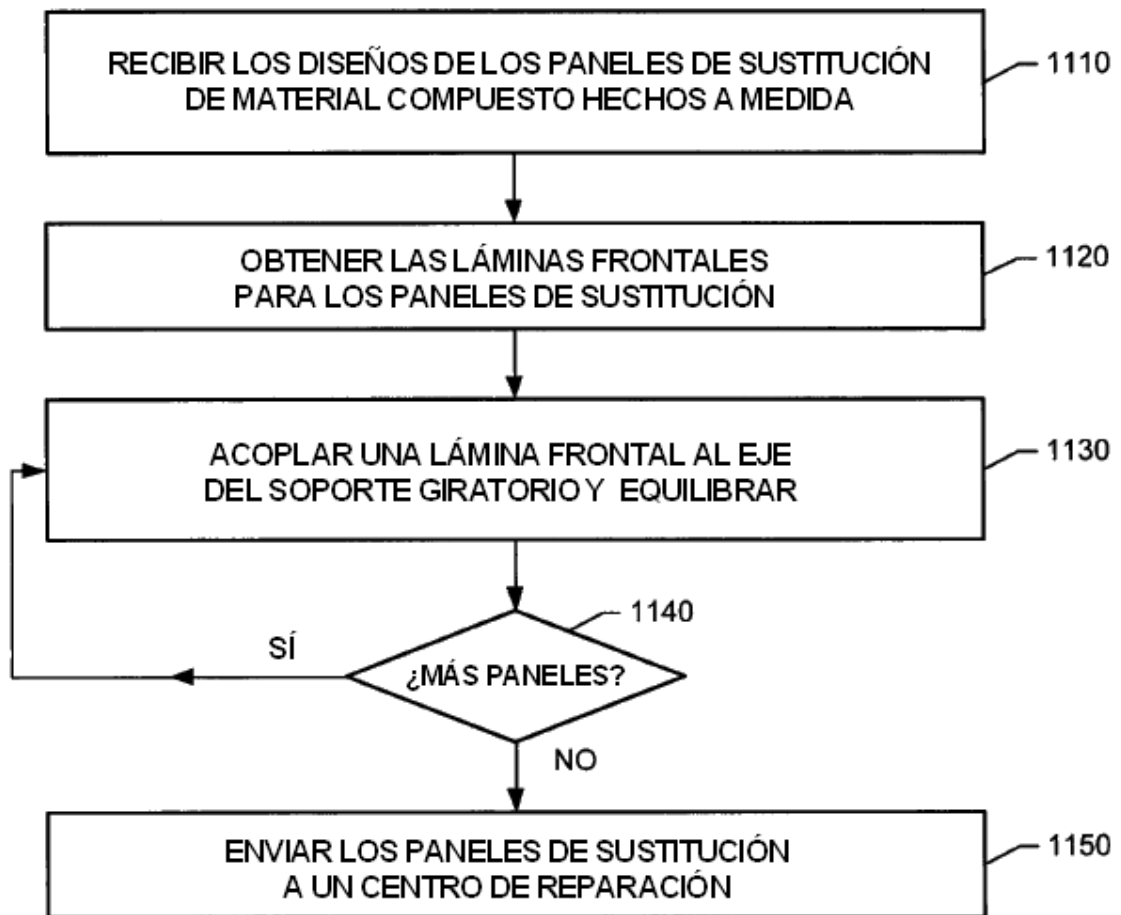 RECIBIR LOS DISEÑOS DE LOS PANELES DE SUSTITUCIÓN
DE MATERIAL COMPUESTO HECHOS A MEDIDA
1110
OBTENER LAS LÁMINAS FRONTALES
PARA LOS PANELES DE SUSTITUCIÓN
1120
ACOPLAR UNA LÁMINA FRONTAL AL EJE
DEL SOPORTE GIRATORIO Y EQUILIBRAR
1130
1140
SÍ
¿MÁS PANELES?
NO
ENVIAR LOS PANELES DE SUSTITUCIÓN
A UN CENTRO DE REPARACIÓN
1150